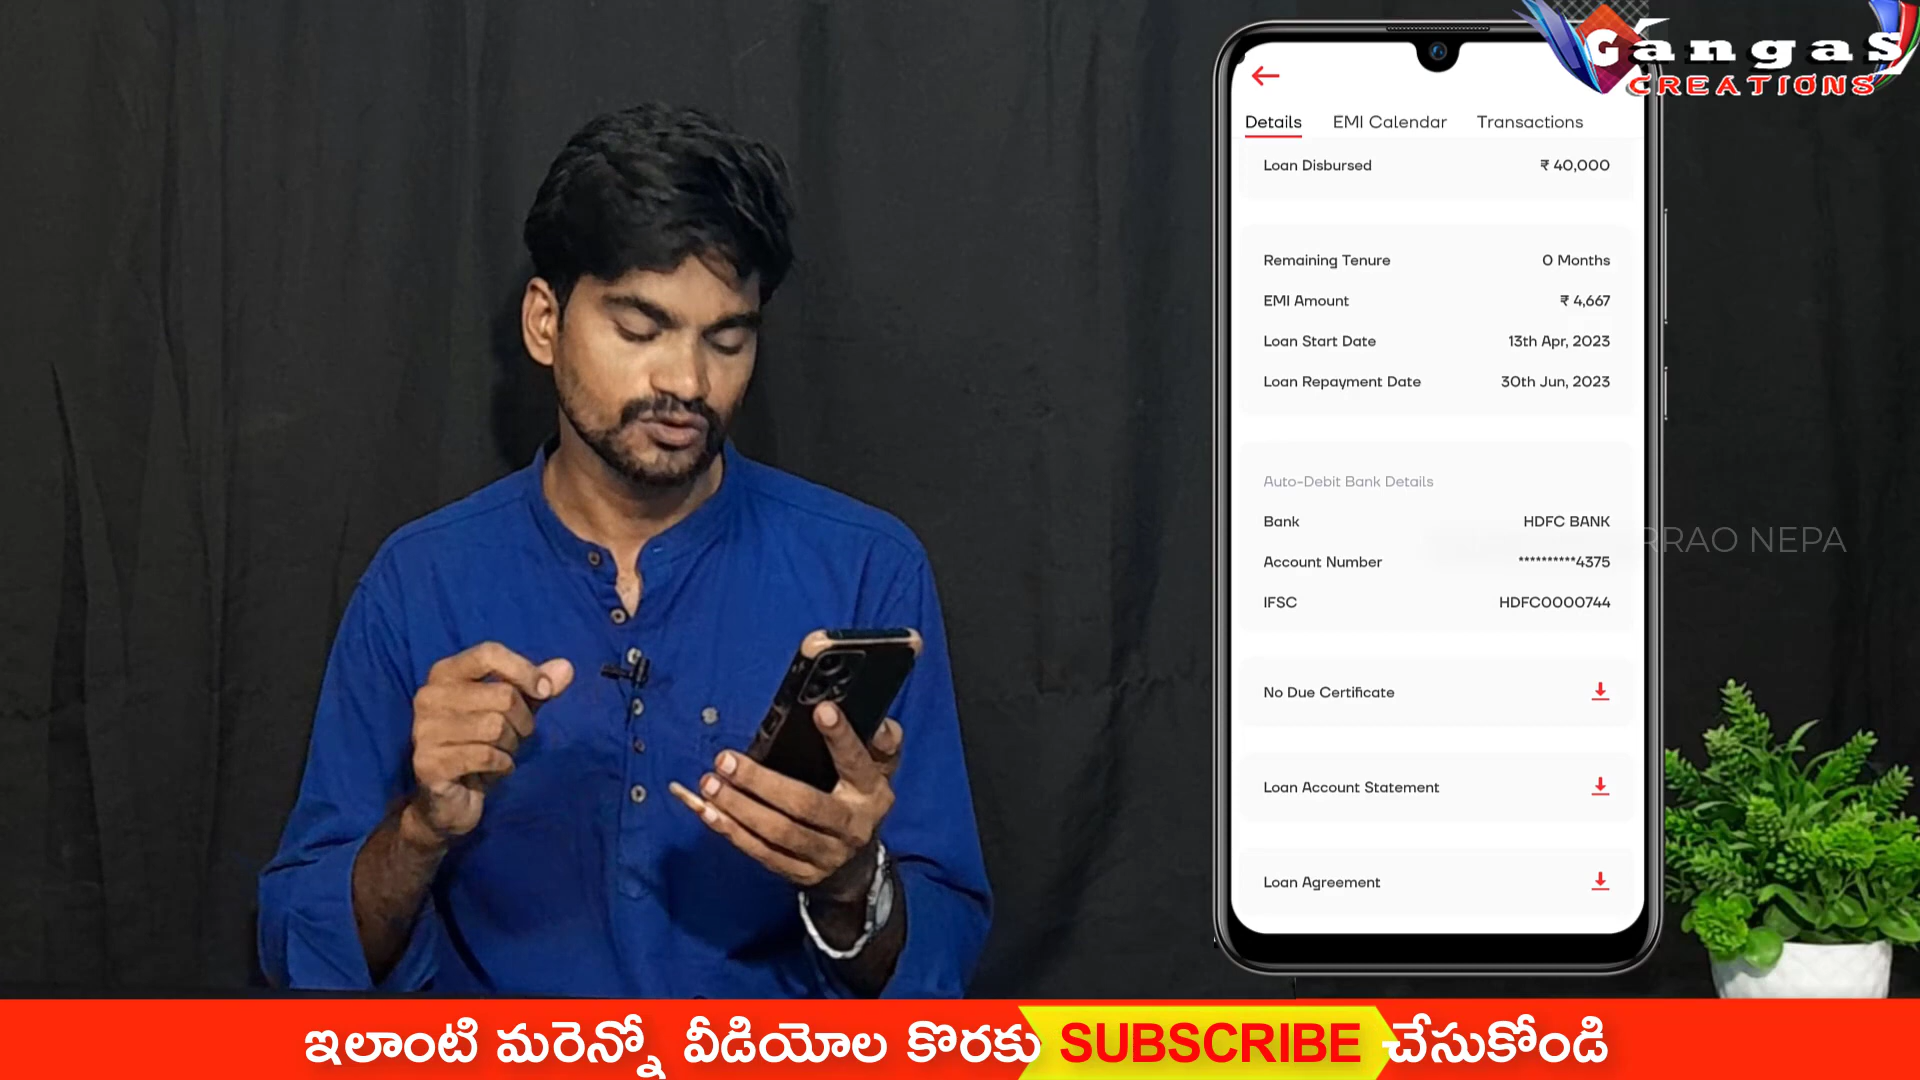 GangaS
CREATIONS
Details EMI Calendar Transactions
Loan Disbursed ₹ 40,000
Remaining Tenure 0 Months
EMI Amount ₹ 4,667
Loan Start Date 13th Apr, 2023
Loan Repayment Date 30th Jun, 2023
Auto-Debit Bank Details
Bank HDFC BANK
RRAO NEPA
Account Number **********4375
IFSC HDFC0000744
No Due Certificate
Loan Account Statement
Loan Agreement
ఇలాంటి మరెన్నో వీడియోల కొరకు SUBSCRIBE చేసుకోండి